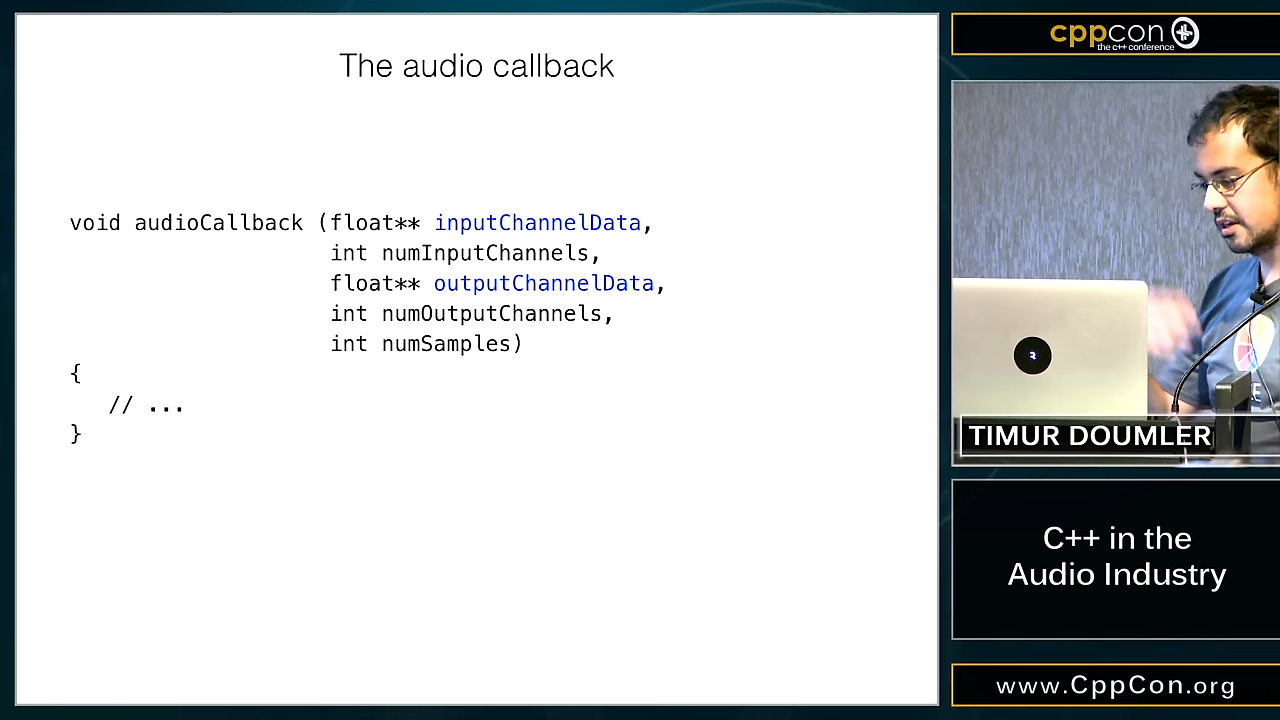 The audio callback
void audioCallback (float** inputChannelData,
int numInputChannels,
float** outputChannelData,
int numOutputChannels,
int numSamples)
{
// ...
}
cppcon
the c++ conference
TIMUR DOUMLER
C++ in the
Audio Industry
www.CppCon.org